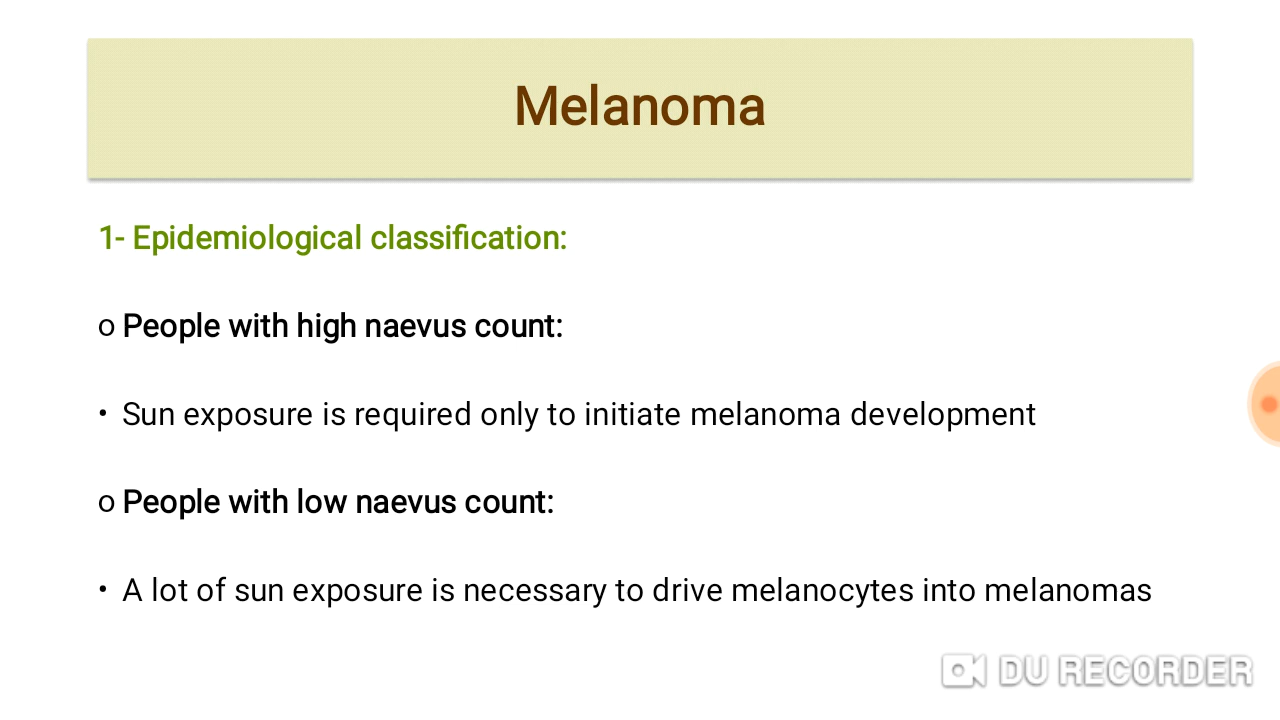 Melanoma
1- Epidemiological classification:
o People with high naevus count:
• Sun exposure is required only to initiate melanoma development
o People with low naevus count:
• A lot of sun exposure is necessary to drive melanocytes into melanomas
DU RECORDER